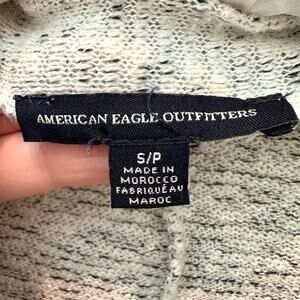 AMERICAN EAGLE OUTFITTERS
S/P
MADE IN
MOROCCO
FABRIQUÉ AU
MAROC